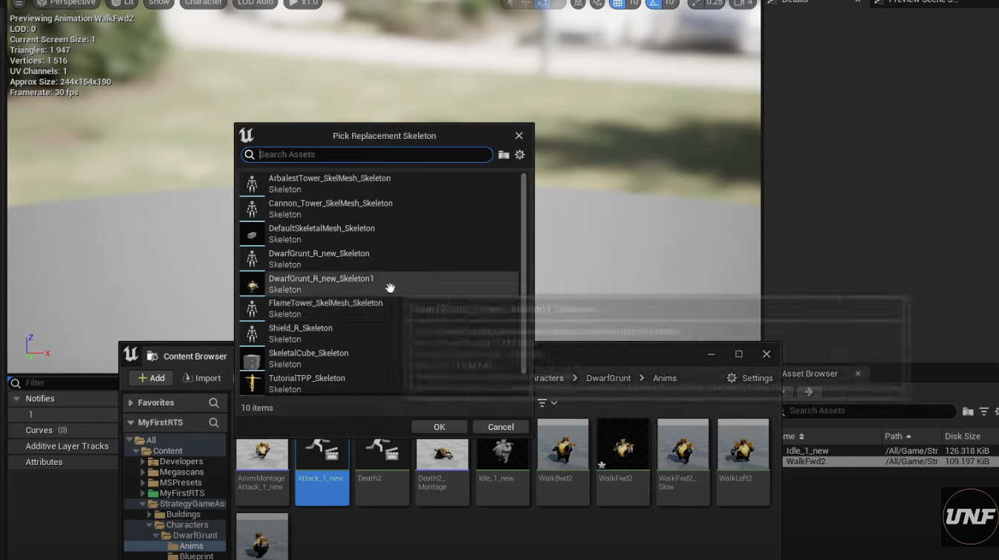 Perspective
Lit
Show
Character
LOD Auto
x1.0
10
10
0.25
4
Details
Preview Scene S...
Previewing Animation WalkFwd2
LOD: 0
Current Screen Size: 1
Triangles: 1 947
Vertices: 1 516
UV Channels: 1
Approx Size: 244x154x190
Framerate: 30 fps
Pick Replacement Skeleton
Search Assets
ArbalestTower_SkelMesh_Skeleton
Skeleton
Cannon_Tower_SkelMesh_Skeleton
Skeleton
DefaultSkeletalMesh_Skeleton
Skeleton
DwarfGrunt_R_new_Skeleton
Skeleton
DwarfGrunt_R_new_Skeleton1
Skeleton
FlameTower_SkelMesh_Skeleton
Skeleton
Shield_R_Skeleton
Skeleton
SkeletalCube_Skeleton
Skeleton
TutorialTPP_Skeleton
Skeleton
10 items
OK
Cancel
Z
X
Y
Filter
Notifies
1
Curves (0)
Additive Layer Tracks
Attributes
Content Browser
Add
Import
aracters > DwarfGrunt > Anims
Settings
Favorites
MyFirstRTS
All
Content
Developers
Megascans
MSPresets
MyFirstRTS
StrategyGameAs
Buildings
Characters
DwarfGrunt
Anims
Blueprint
AnimMontage
Attack_1_new
Attack_1_new
Death2
Death2_
Montage
Idle_1_new
WalkBwd2
WalkFwd2
WalkFwd2_
Slow
WalkLeft2
Asset Browser
Search Assets
me
Path
Disk Size
Idle_1_new
/All/Game/Str
126.318 KiB
WalkFwd2
/All/Game/Str
109.197 KiB
UNF